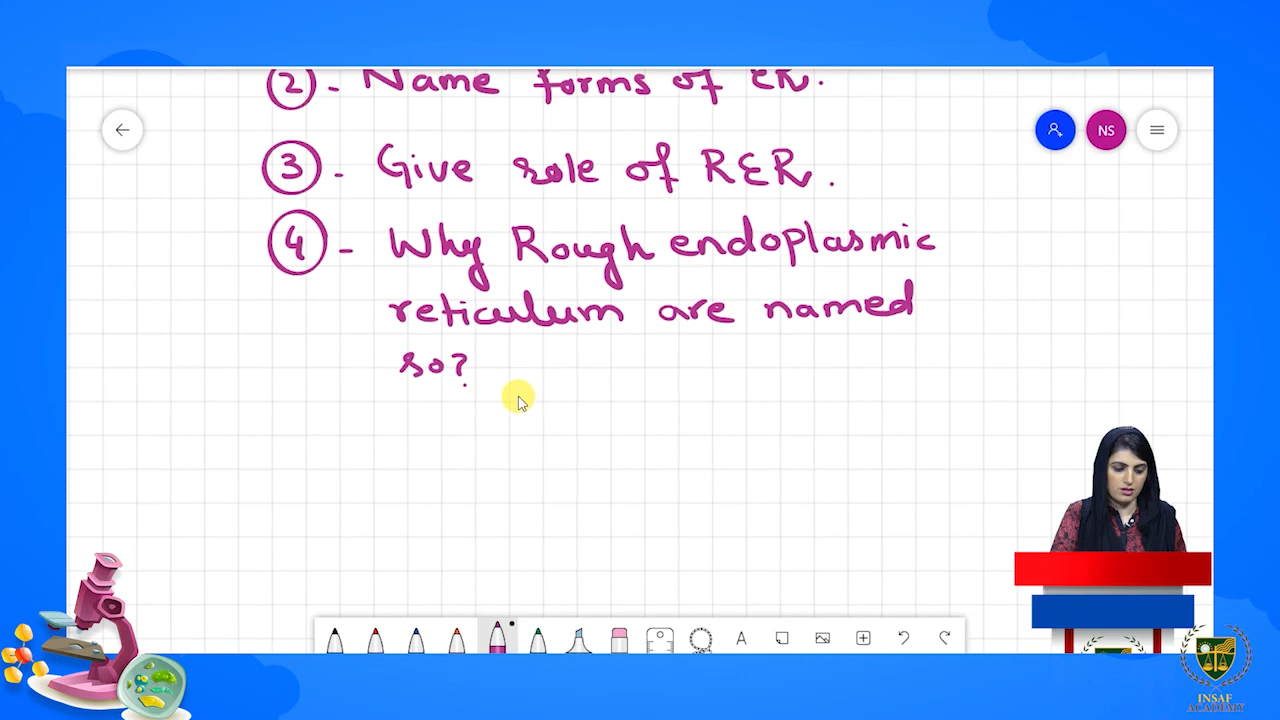 2 - Name forms of ER.
NS
3 - Give role of RER.
4 - Why Rough endoplasmic
reticulum are named
so?
A
INSAF
ACADEMY